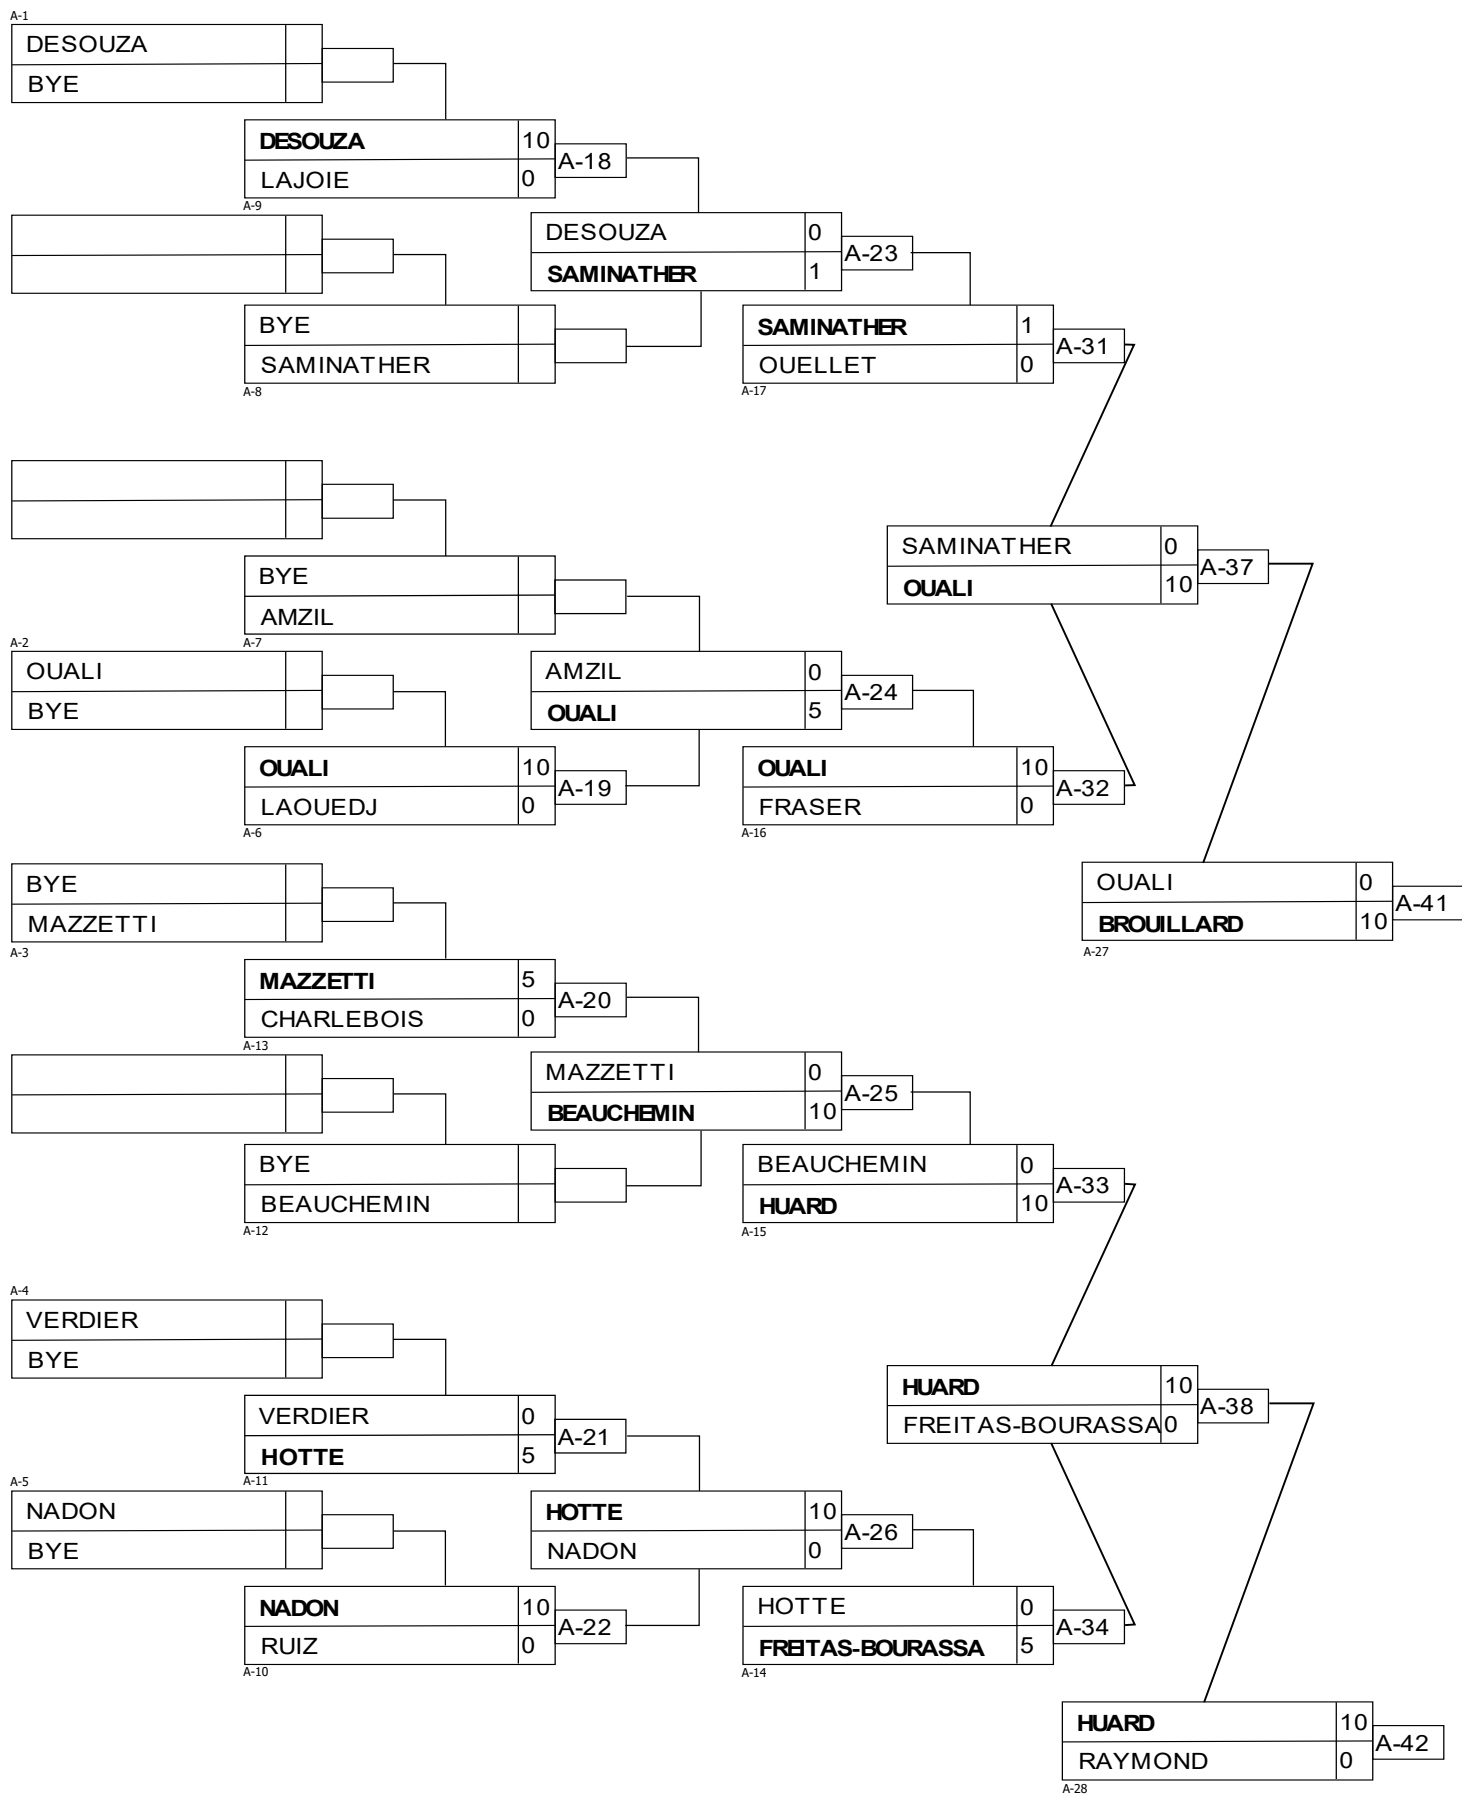 A-1
DESOUZA
BYE
DESOUZA 10
A-18
LAJOIE 0
A-9
DESOUZA 0
A-23
SAMINATHER 1
BYE
SAMINATHER
A-8
SAMINATHER 1
A-31
OUELLET 0
A-17
SAMINATHER 0
A-37
OUALI 10
BYE
AMZIL
A-7
A-2
OUALI
BYE
AMZIL 0
A-24
OUALI 5
OUALI 10
A-19
LAOUEDJ 0
A-6
OUALI 10
A-32
FRASER 0
A-16
BYE
MAZZETTI
A-3
OUALI 0
A-41
BROUILLARD 10
A-27
MAZZETTI 5
A-20
CHARLEBOIS 0
A-13
MAZZETTI 0
A-25
BEAUCHEMIN 10
BYE
BEAUCHEMIN
A-12
BEAUCHEMIN 0
A-33
HUARD 10
A-15
A-4
VERDIER
BYE
HUARD 10
A-38
FREITAS-BOURASSA 0
VERDIER 0
A-21
HOTTE 5
A-11
A-5
NADON
BYE
HOTTE 10
A-26
NADON 0
NADON 10
A-22
RUIZ 0
A-10
HOTTE 0
A-34
FREITAS-BOURASSA 5
A-14
HUARD 10
A-42
RAYMOND 0
A-28